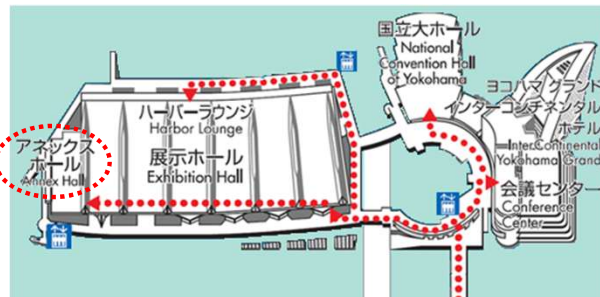 国立大ホール
National
Convention Hall
of Yokohama
ヨコハマ グランド
インターコンチネンタル
ホテル
InterContinental
Yokohama Grand
ハーバーラウンジ
Harbor Lounge
アネックス
ホール
Annex Hall
展示ホール
Exhibition Hall
会議センター
Conference
Center